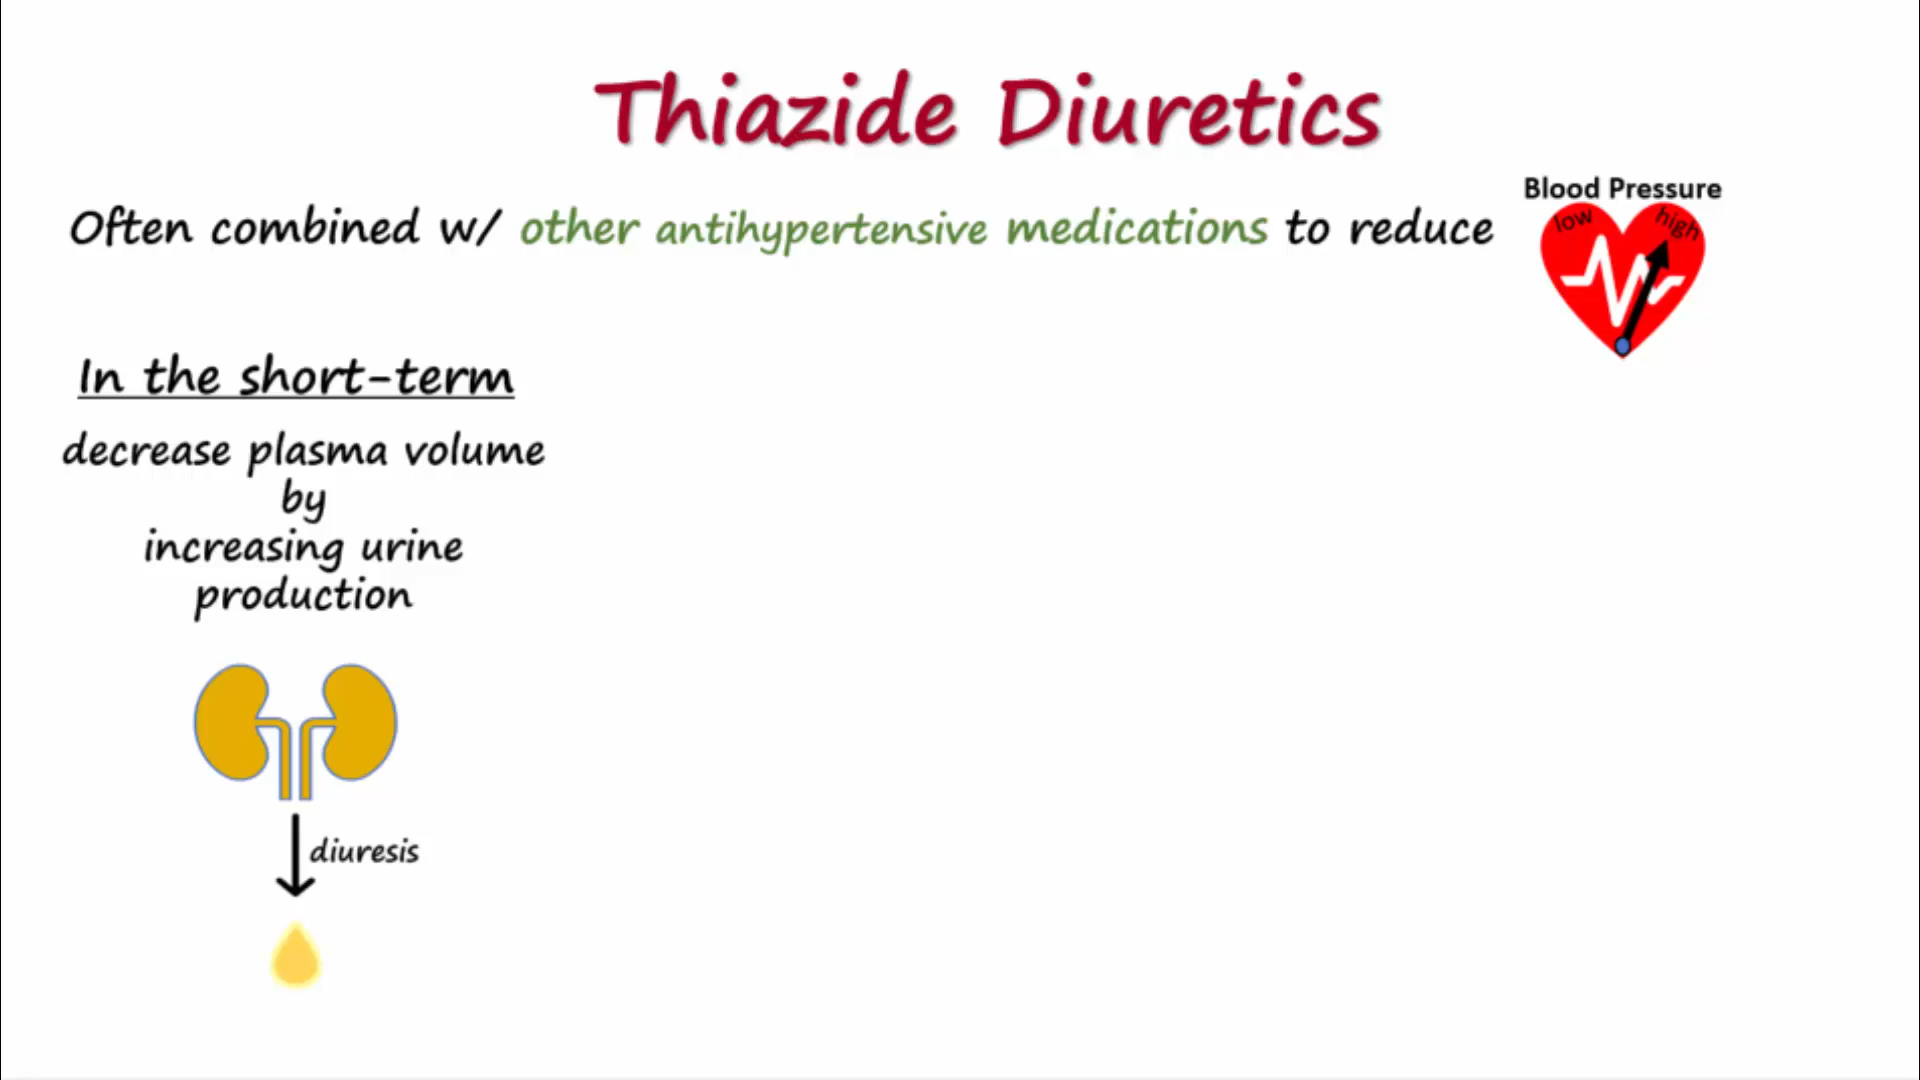 Thiazide Diuretics
Often combined w/ other antihypertensive medications to reduce
Blood Pressure
low high
In the short-term
decrease plasma volume
by
increasing urine
production
diuresis